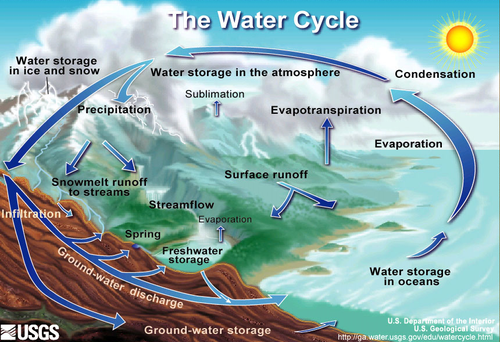 The Water Cycle
Water storage
in ice and snow
Water storage in the atmosphere
Condensation
Sublimation
Precipitation
Evapotranspiration
Evaporation
Snowmelt runoff
to streams
Surface runoff
Infiltration
Streamflow
Evaporation
Spring
Freshwater
storage
Ground-water discharge
Water storage
in oceans
Ground-water storage
USGS
U.S. Department of the Interior
U.S. Geological Survey
http://ga.water.usgs.gov/edu/watercycle.html